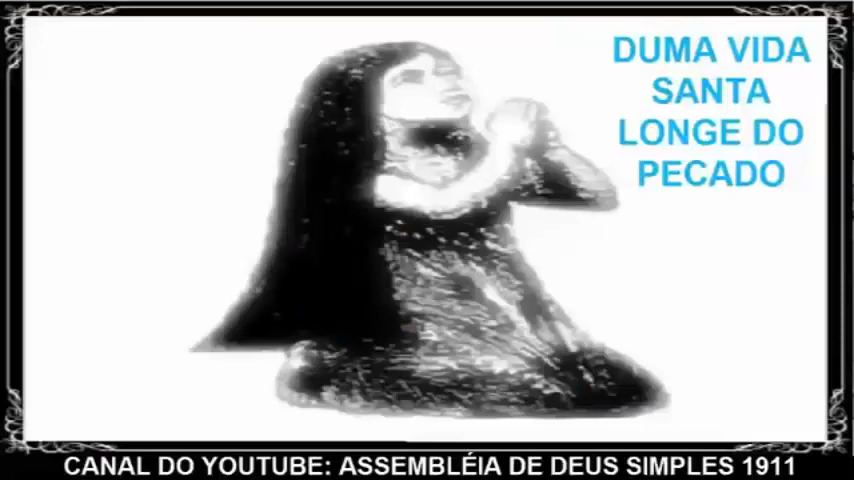 DUMA VIDA
SANTA
LONGE DO
PECADO
CANAL DO YOUTUBE: ASSEMBLÉIA DE DEUS SIMPLES 1911